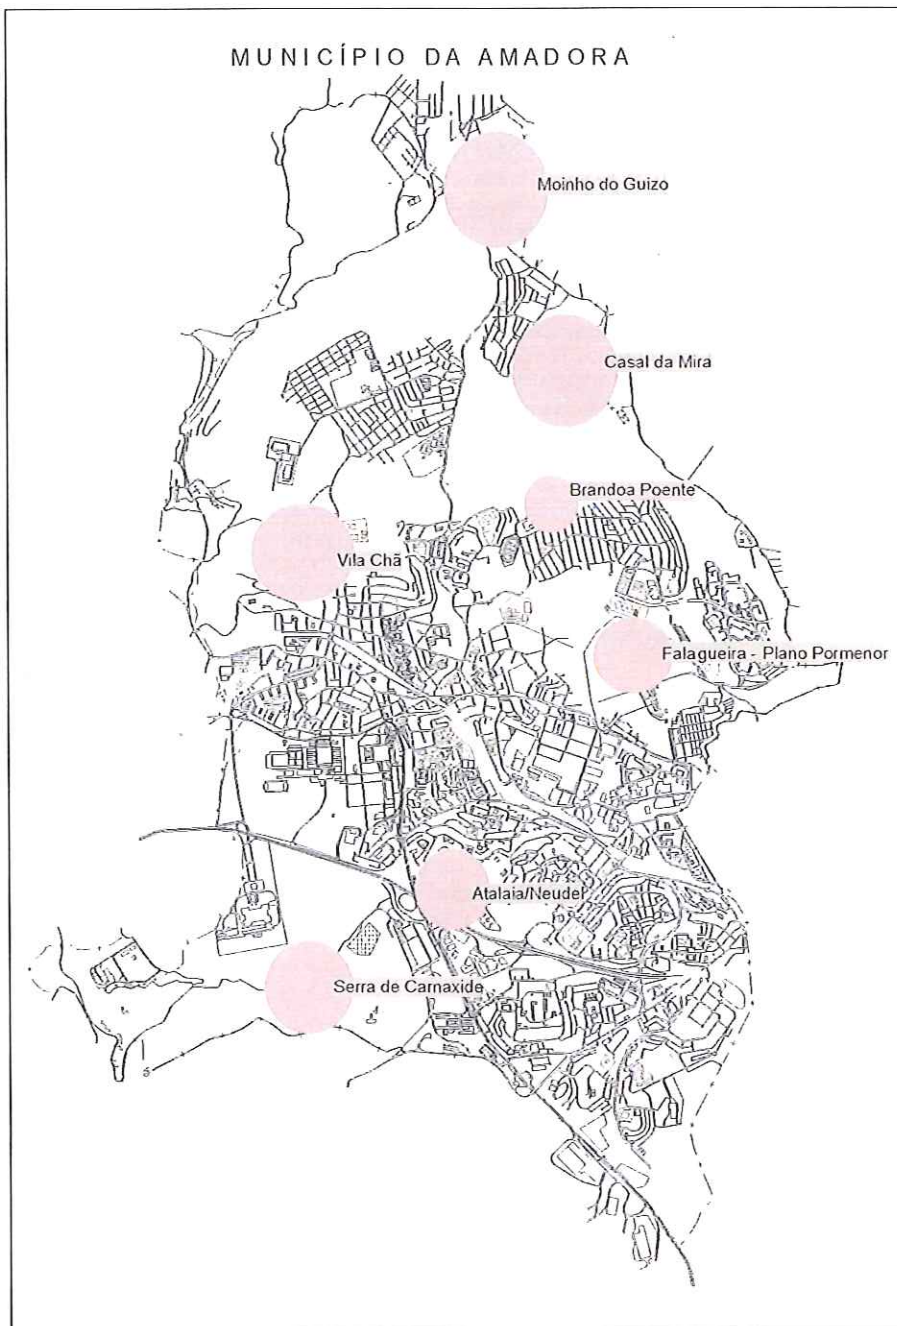 MUNICÍPIO DA AMADORA
Moinho do Guizo
Casal da Mira
Brandoa Poente
Vila Chã
Falagueira - Plano Pormenor
Atalaia/Neudel
Serra de Carnaxide